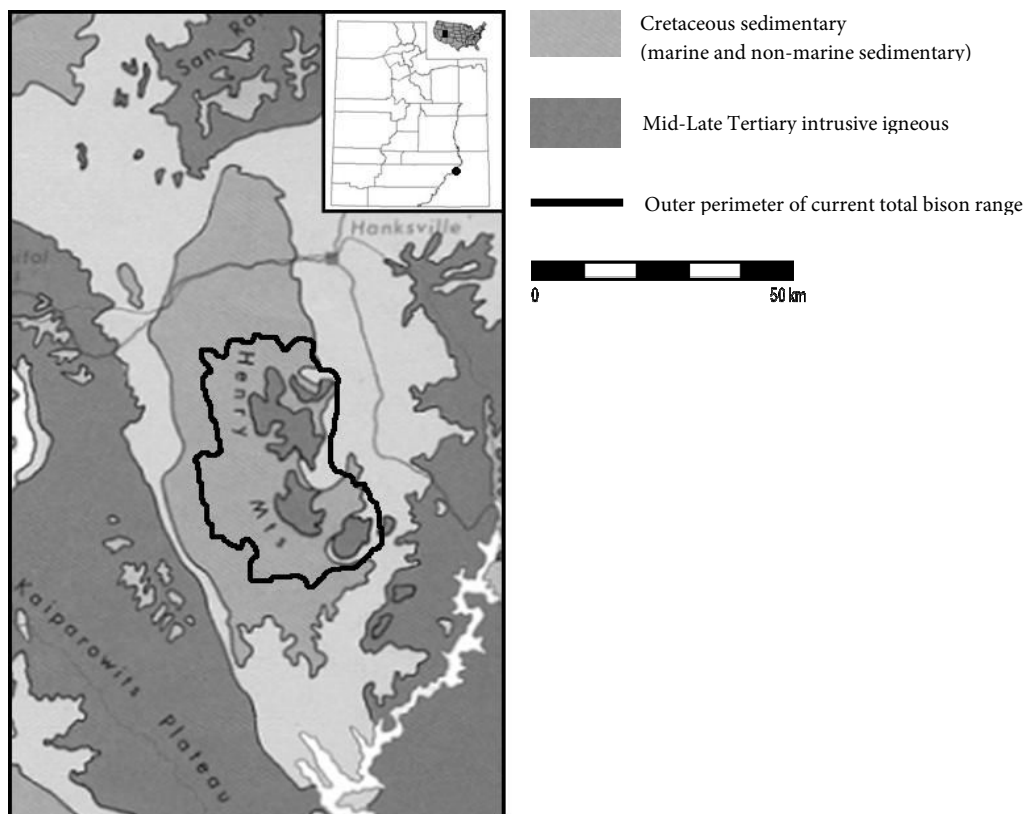 San Ra
Hanksville
pital
Henry
Mts
Kaiparowits
Plateau
Cretaceous sedimentary
(marine and non-marine sedimentary)
Mid-Late Tertiary intrusive igneous
Outer perimeter of current total bison range
0 50 km